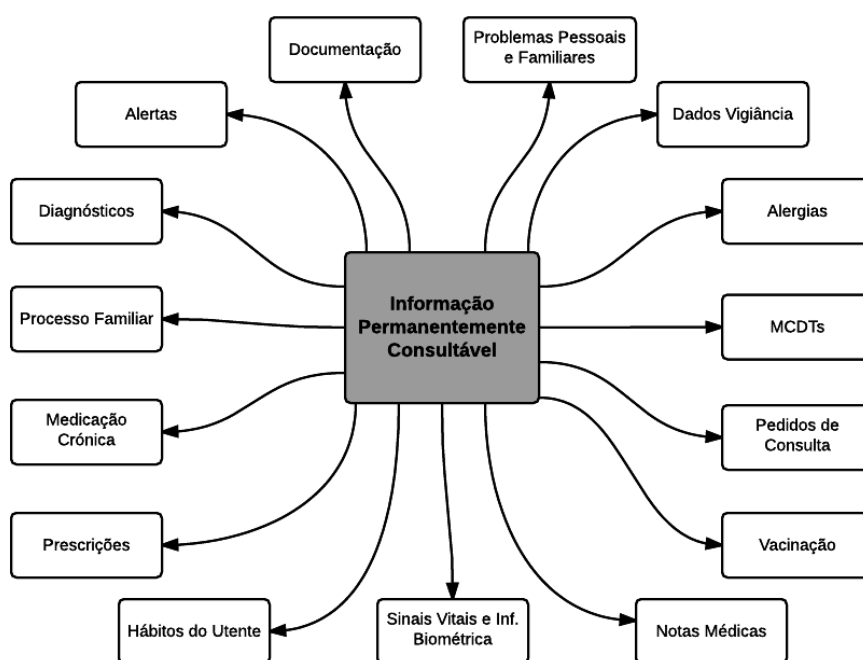 Documentação
Problemas Pessoais
e Familiares
Alertas
Dados Vigiância
Diagnósticos
Alergias
Informação
Permanentemente
Consultável
Processo Familiar
MCDTs
Medicação
Crónica
Pedidos de
Consulta
Prescrições
Vacinação
Hábitos do Utente
Sinais Vitais e Inf.
Biométrica
Notas Médicas